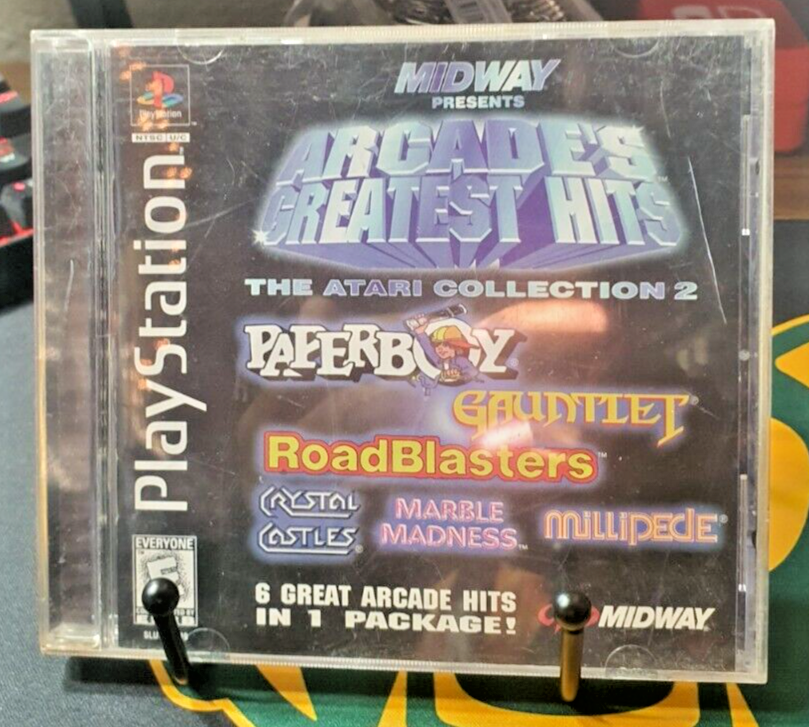 MIDWAY
PRESENTS
ARCADE'S
GREATEST HITS
THE ATARI COLLECTION 2
PAPERBOY
GAUNTLET
RoadBlasters
CRYSTAL
CASTLES
MARBLE
MADNESS
millipede
6 GREAT ARCADE HITS
IN 1 PACKAGE!
MIDWAY
PlayStation
NTSC U/C
PlayStation
EVERYONE